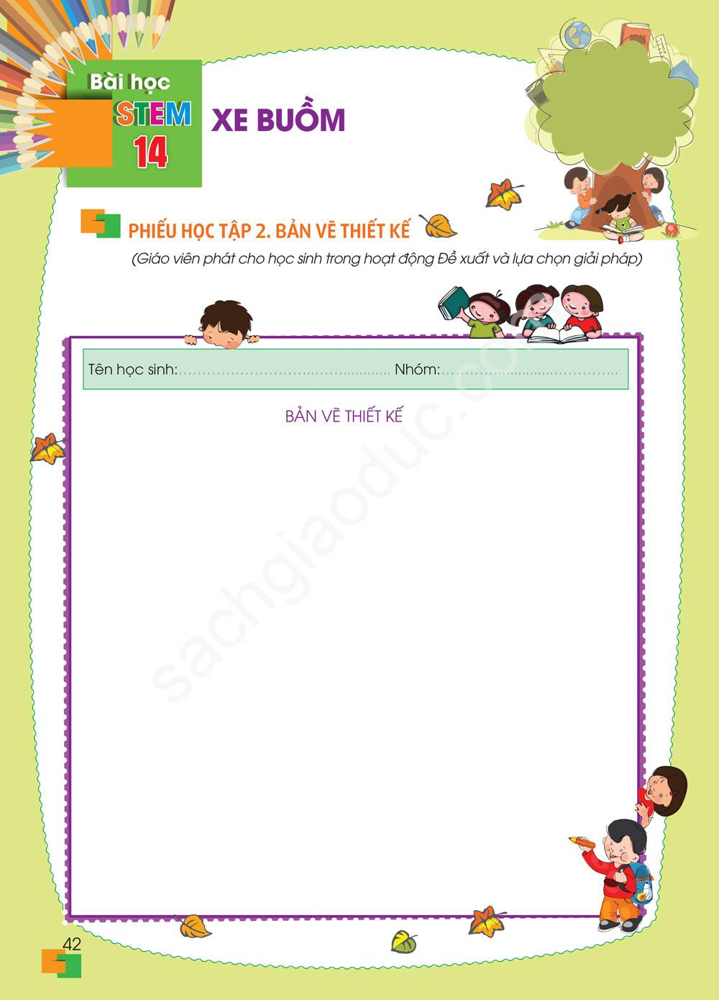 Bài học
STEM
14
XE BUỒM
PHIẾU HỌC TẬP 2. BẢN VẼ THIẾT KẾ
(Giáo viên phát cho học sinh trong hoạt động Đề xuất và lựa chọn giải pháp)
Tên học sinh:.................................................... Nhóm:............................................
BẢN VẼ THIẾT KẾ
sachgiaoduc.com
42